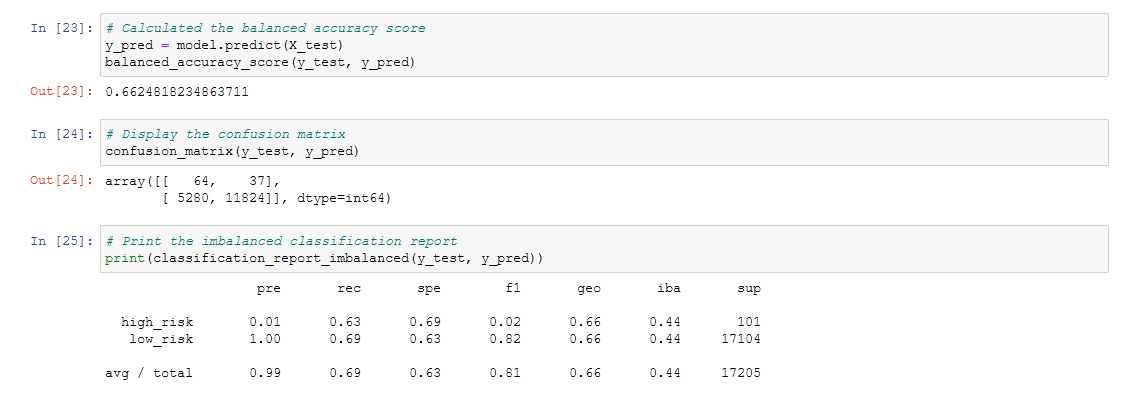 In [23]: # Calculated the balanced accuracy score
y_pred = model.predict(X_test)
balanced_accuracy_score(y_test, y_pred)
Out[23]: 0.6624818234863711
In [24]: # Display the confusion matrix
confusion_matrix(y_test, y_pred)
Out[24]: array([[   64,    37],
       [ 5280, 11824]], dtype=int64)
In [25]: # Print the imbalanced classification report
print(classification_report_imbalanced(y_test, y_pred))
                   pre       rec       spe        f1       geo       iba       sup
  high_risk       0.01      0.63      0.69      0.02      0.66      0.44       101
   low_risk       1.00      0.69      0.63      0.82      0.66      0.44     17104
avg / total       0.99      0.69      0.63      0.81      0.66      0.44     17205